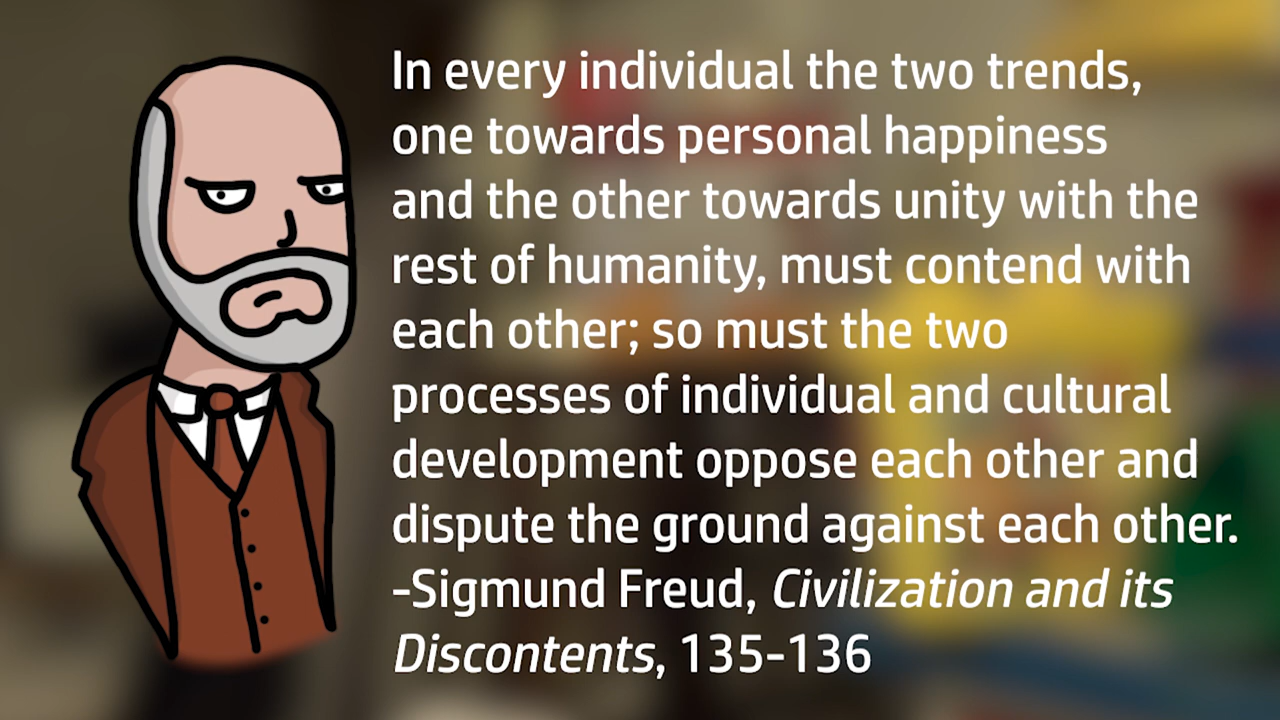 In every individual the two trends,
one towards personal happiness
and the other towards unity with the
rest of humanity, must contend with
each other; so must the two
processes of individual and cultural
development oppose each other and
dispute the ground against each other.
-Sigmund Freud, Civilization and its
Discontents, 135-136